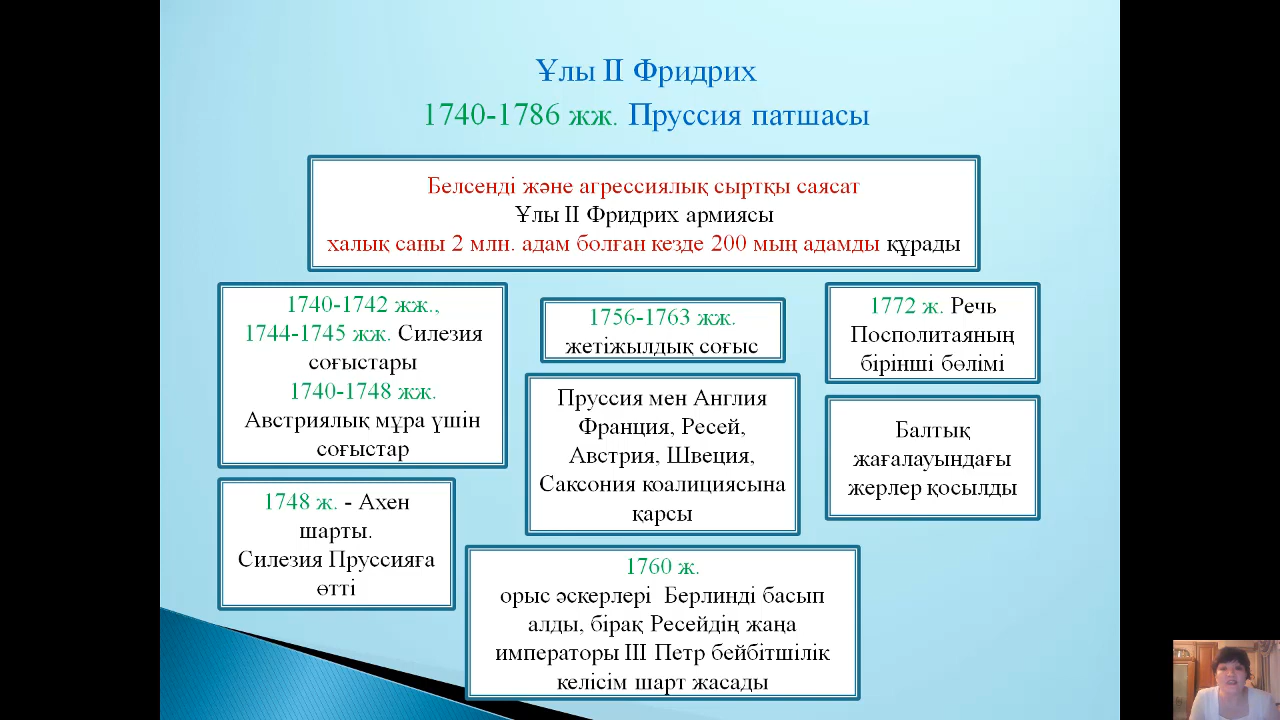 Ұлы II Фридрих
1740-1786 жж. Пруссия патшасы
Белсенді және агрессиялық сыртқы саясат
Ұлы II Фридрих армиясы
халық саны 2 млн. адам болған кезде 200 мың адамды құрады
1740-1742 жж.,
1744-1745 жж. Силезия
соғыстары
1740-1748 жж.
Австриялық мұра үшін
соғыстар
1748 ж. - Ахен
шарты.
Силезия Пруссияға
өтті
1756-1763 жж.
жетіжылдық соғыс
Пруссия мен Англия
Франция, Ресей,
Австрия, Швеция,
Саксония коалициясына
қарсы
1760 ж.
орыс әскерлері Берлинді басып
алды, бірақ Ресейдің жаңа
императоры III Петр бейбітшілік
келісім шарт жасады
1772 ж. Речь
Посполитаяның
бірінші бөлімі
Балтық
жағалауындағы
жерлер қосылды